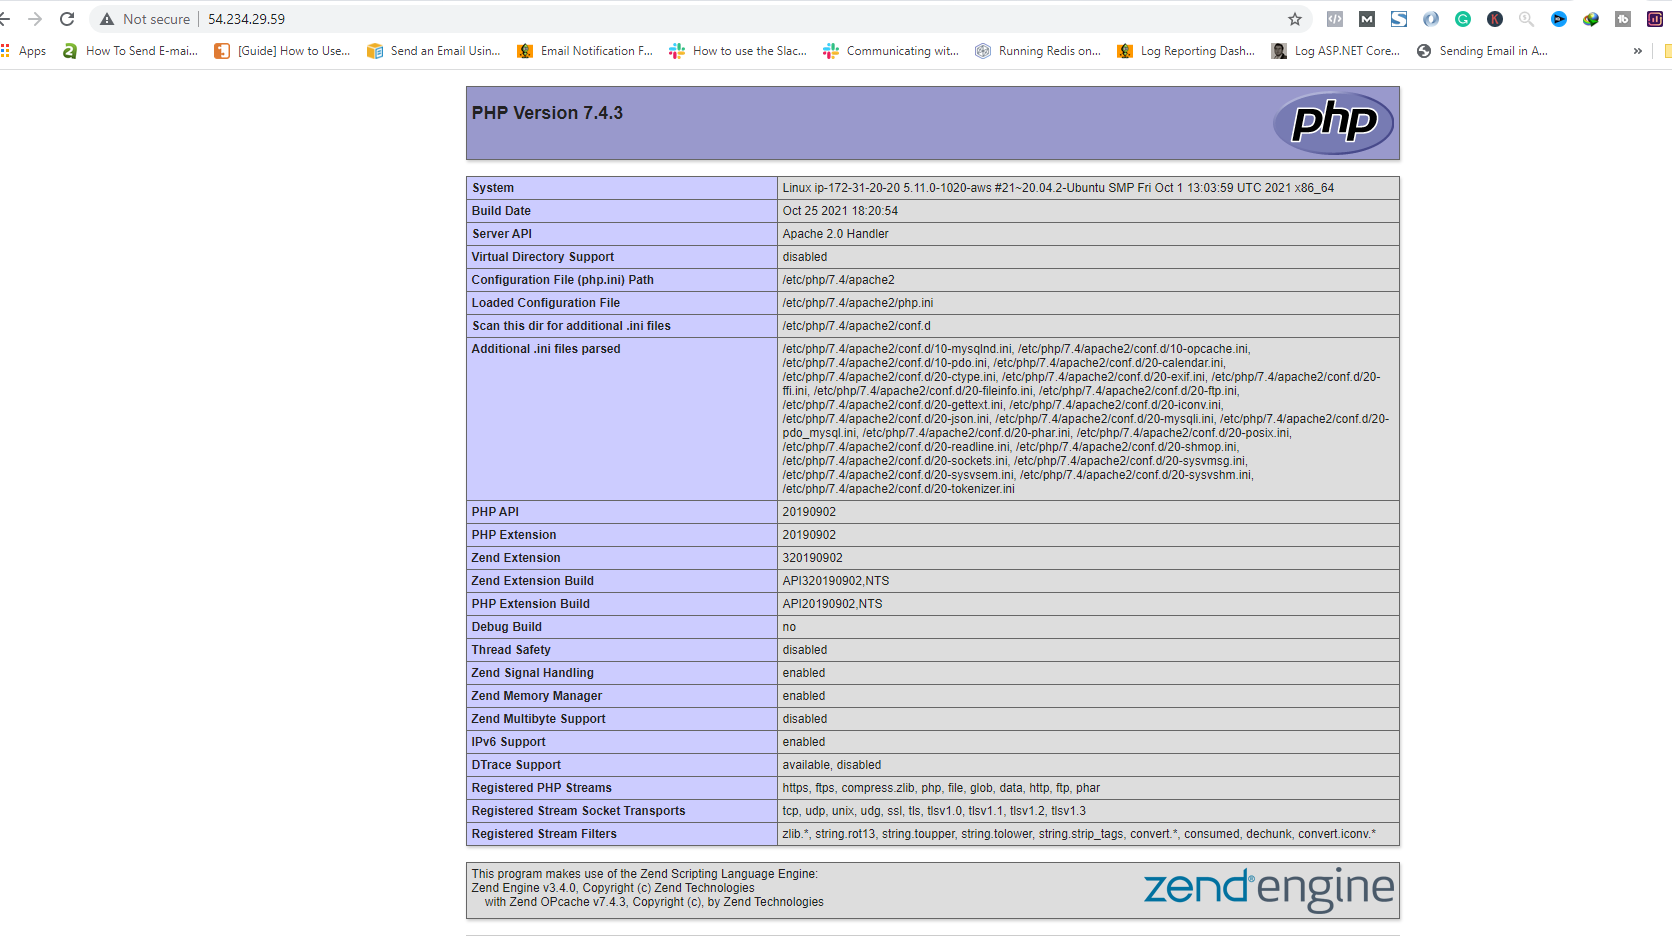 Not secure | 54.234.29.59
Apps How To Send E-mai... [Guide] How to Use... Send an Email Usin... Email Notification F... How to use the Slac... Communicating wit... Running Redis on... Log Reporting Dash... Log ASP.NET Core... Sending Email in A... »
PHP Version 7.4.3
php
System Linux ip-172-31-20-20 5.11.0-1020-aws #21~20.04.2-Ubuntu SMP Fri Oct 1 13:03:59 UTC 2021 x86_64
Build Date Oct 25 2021 18:20:54
Server API Apache 2.0 Handler
Virtual Directory Support disabled
Configuration File (php.ini) Path /etc/php/7.4/apache2
Loaded Configuration File /etc/php/7.4/apache2/php.ini
Scan this dir for additional .ini files /etc/php/7.4/apache2/conf.d
Additional .ini files parsed /etc/php/7.4/apache2/conf.d/10-mysqlnd.ini, /etc/php/7.4/apache2/conf.d/10-opcache.ini,
/etc/php/7.4/apache2/conf.d/10-pdo.ini, /etc/php/7.4/apache2/conf.d/20-calendar.ini,
/etc/php/7.4/apache2/conf.d/20-ctype.ini, /etc/php/7.4/apache2/conf.d/20-exif.ini, /etc/php/7.4/apache2/conf.d/20-
ffi.ini, /etc/php/7.4/apache2/conf.d/20-fileinfo.ini, /etc/php/7.4/apache2/conf.d/20-ftp.ini,
/etc/php/7.4/apache2/conf.d/20-gettext.ini, /etc/php/7.4/apache2/conf.d/20-iconv.ini,
/etc/php/7.4/apache2/conf.d/20-json.ini, /etc/php/7.4/apache2/conf.d/20-mysqli.ini, /etc/php/7.4/apache2/conf.d/20-
pdo_mysql.ini, /etc/php/7.4/apache2/conf.d/20-phar.ini, /etc/php/7.4/apache2/conf.d/20-posix.ini,
/etc/php/7.4/apache2/conf.d/20-readline.ini, /etc/php/7.4/apache2/conf.d/20-shmop.ini,
/etc/php/7.4/apache2/conf.d/20-sockets.ini, /etc/php/7.4/apache2/conf.d/20-sysvmsg.ini,
/etc/php/7.4/apache2/conf.d/20-sysvsem.ini, /etc/php/7.4/apache2/conf.d/20-sysvshm.ini,
/etc/php/7.4/apache2/conf.d/20-tokenizer.ini
PHP API 20190902
PHP Extension 20190902
Zend Extension 320190902
Zend Extension Build API320190902,NTS
PHP Extension Build API20190902,NTS
Debug Build no
Thread Safety disabled
Zend Signal Handling enabled
Zend Memory Manager enabled
Zend Multibyte Support disabled
IPv6 Support enabled
DTrace Support available, disabled
Registered PHP Streams https, ftps, compress.zlib, php, file, glob, data, http, ftp, phar
Registered Stream Socket Transports tcp, udp, unix, udg, ssl, tls, tlsv1.0, tlsv1.1, tlsv1.2, tlsv1.3
Registered Stream Filters zlib.*, string.rot13, string.toupper, string.tolower, string.strip_tags, convert.*, consumed, dechunk, convert.iconv.*
This program makes use of the Zend Scripting Language Engine:
Zend Engine v3.4.0, Copyright (c) Zend Technologies
with Zend OPcache v7.4.3, Copyright (c), by Zend Technologies
zend® engine